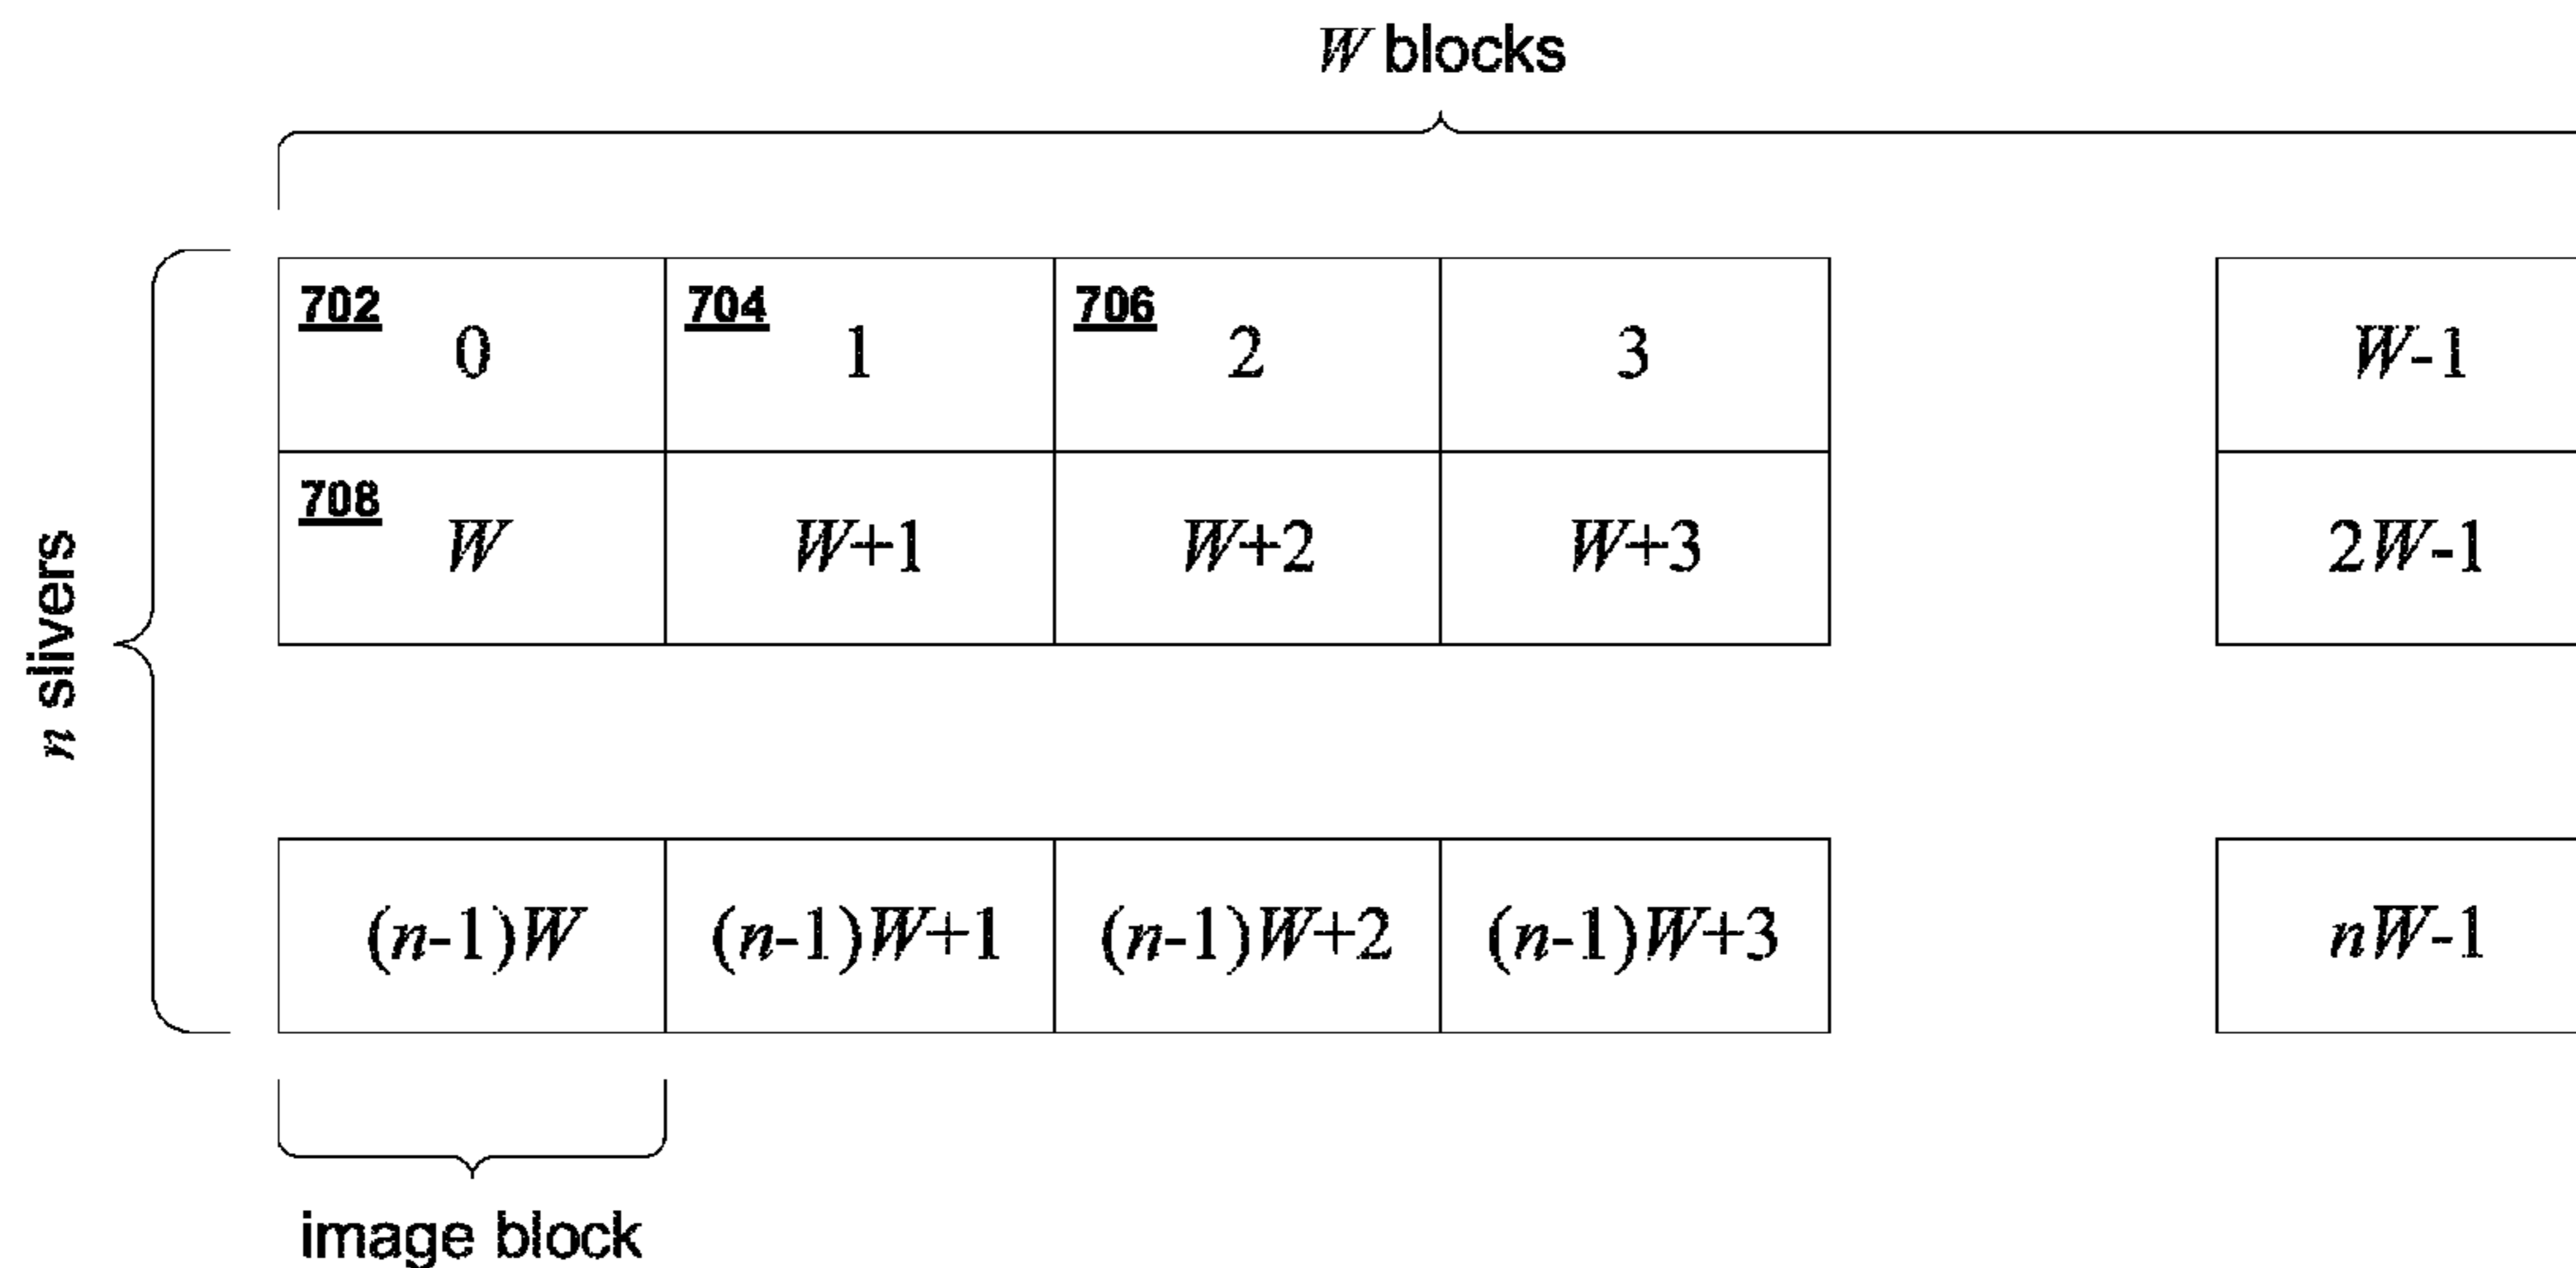 W blocks
702 0 704 1 706 2 3 W-1
708 W W+1 W+2 W+3 2W-1
n slivers
(n-1)W (n-1)W+1 (n-1)W+2 (n-1)W+3 nW-1
image block